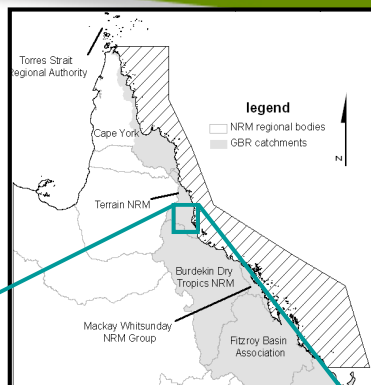 Torres Strait
Regional Authority
legend
NRM regional bodies
GBR catchments
N
Cape York
Terrain NRM
Burdekin Dry
Tropics NRM
Mackay Whitsunday
NRM Group
Fitzroy Basin
Association